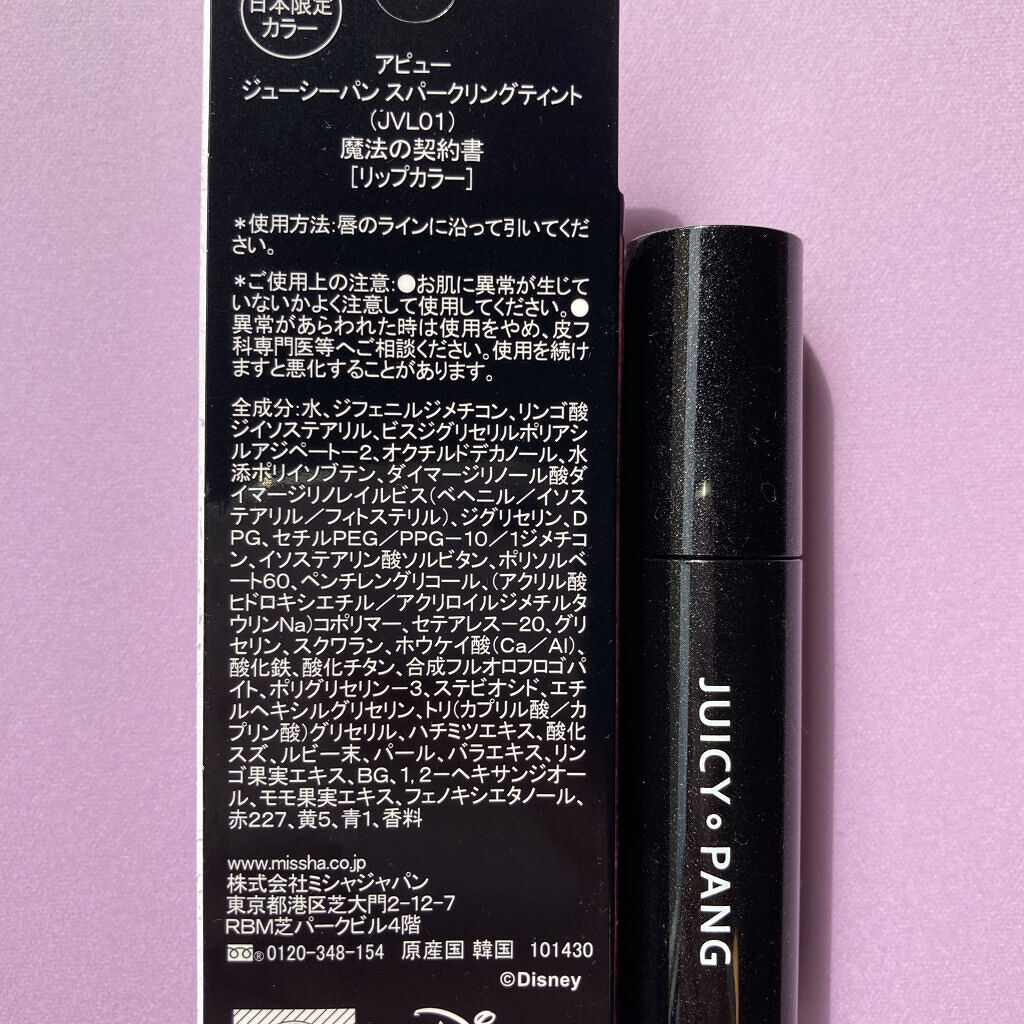 日本限定
カラー
アピュー
ジューシーパン スパークリングティント
(JVL01)
魔法の契約書
[リップカラー]
＊使用方法:唇のラインに沿って引いてくだ
さい。
＊ご使用上の注意:●お肌に異常が生じて
いないかよく注意して使用してください。●
異常があらわれた時は使用をやめ、皮フ
科専門医等へご相談ください。使用を続け
ますと悪化することがあります。
全成分:水、ジフェニルジメチコン、リンゴ酸
ジイソステアリル、ビスジグリセリルポリアシ
ルアジペート-2、オクチルドデカノール、水
添ポリイソブテン、ダイマージリノール酸ダ
イマージリノレイルビス(ベヘニル／イソス
テアリル／フィトステリル)、ジグリセリン、D
PG、セチルPEG／PPG-10／1ジメチコ
ン、イソステアリン酸ソルビタン、ポリソルベ
ート60、ペンチレングリコール、(アクリル酸
ヒドロキシエチル／アクリロイルジメチルタ
ウリンNa)コポリマー、セテアレス-20、グリ
セリン、スクワラン、ホウケイ酸(Ca／Al)、
酸化鉄、酸化チタン、合成フルオロフロゴパ
イト、ポリグリセリン-3、ステビオシド、エチ
ルヘキシルグリセリン、トリ(カプリル酸／カ
プリン酸)グリセリル、ハチミツエキス、酸化
スズ、ルビー末、パール、バラエキス、リン
ゴ果実エキス、BG、1,2-ヘキサンジオー
ル、モモ果実エキス、フェノキシエタノール、
赤227、黄5、青1、香料
www.missha.co.jp
株式会社ミシャジャパン
東京都港区芝大門2-12-7
RBM芝パークビル4階
®0120-348-154 原産国 韓国 101430
©Disney
JUICY PANG